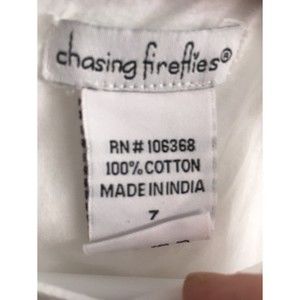 chasing fireflies®
RN # 106368
100% COTTON
MADE IN INDIA
7